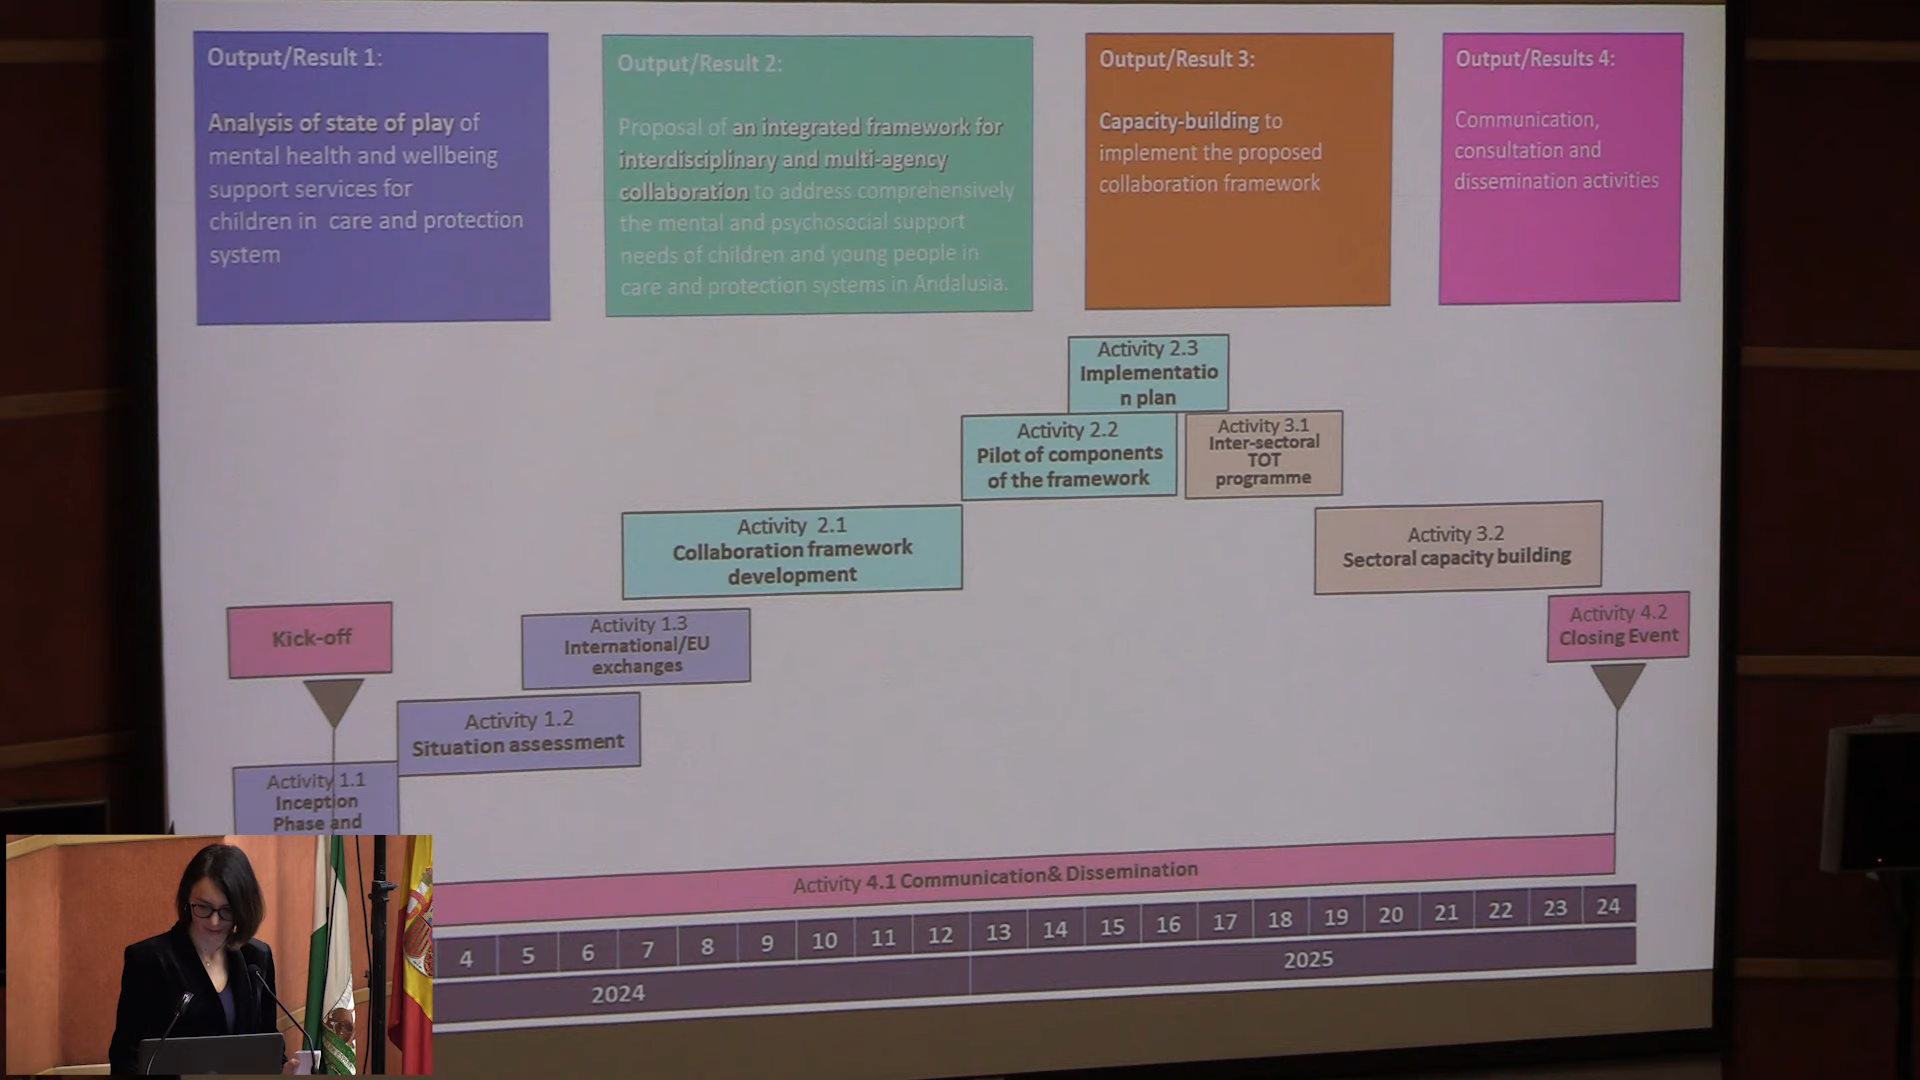 Output/Result 1:
Analysis of state of play of
mental health and wellbeing
support services for
children in care and protection
system
Output/Result 2:
Proposal of an integrated framework for
interdisciplinary and multi-agency
collaboration to address comprehensively
the mental and psychosocial support
needs of children and young people in
care and protection systems in Andalusia.
Output/Result 3:
Capacity-building to
implement the proposed
collaboration framework
Output/Results 4:
Communication,
consultation and
dissemination activities
Activity 2.3
Implementatio
n plan
Activity 2.2
Pilot of components
of the framework
Activity 3.1
Inter-sectoral
TOT
programme
Activity 2.1
Collaboration framework
development
Activity 3.2
Sectoral capacity building
Kick-off
Activity 1.3
International/EU
exchanges
Activity 4.2
Closing Event
Activity 1.2
Situation assessment
Activity 1.1
Inception
Phase and
Activity 4.1 Communication& Dissemination
4 5 6 7 8 9 10 11 12 13 14 15 16 17 18 19 20 21 22 23 24
2024 2025